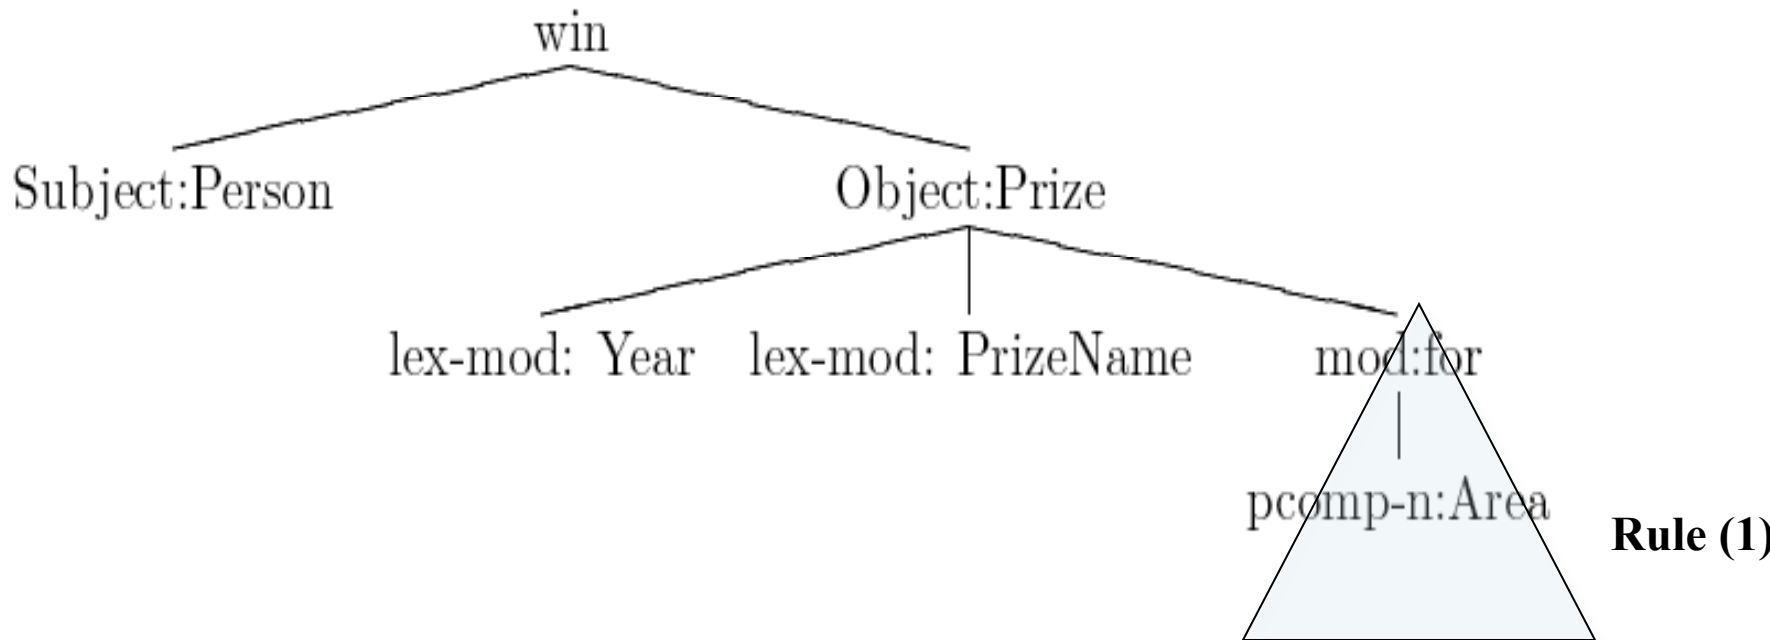 win
Subject:Person Object:Prize
lex-mod: Year lex-mod: PrizeName mod:for
pcomp-n:Area
Rule (1)